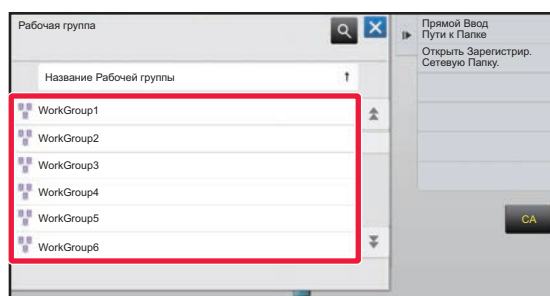 Рабочая группа
Название Рабочей группы
WorkGroup1
WorkGroup2
WorkGroup3
WorkGroup4
WorkGroup5
WorkGroup6
Прямой Ввод
Пути к Папке
Открыть Зарегистрир.
Сетевую Папку.
CA